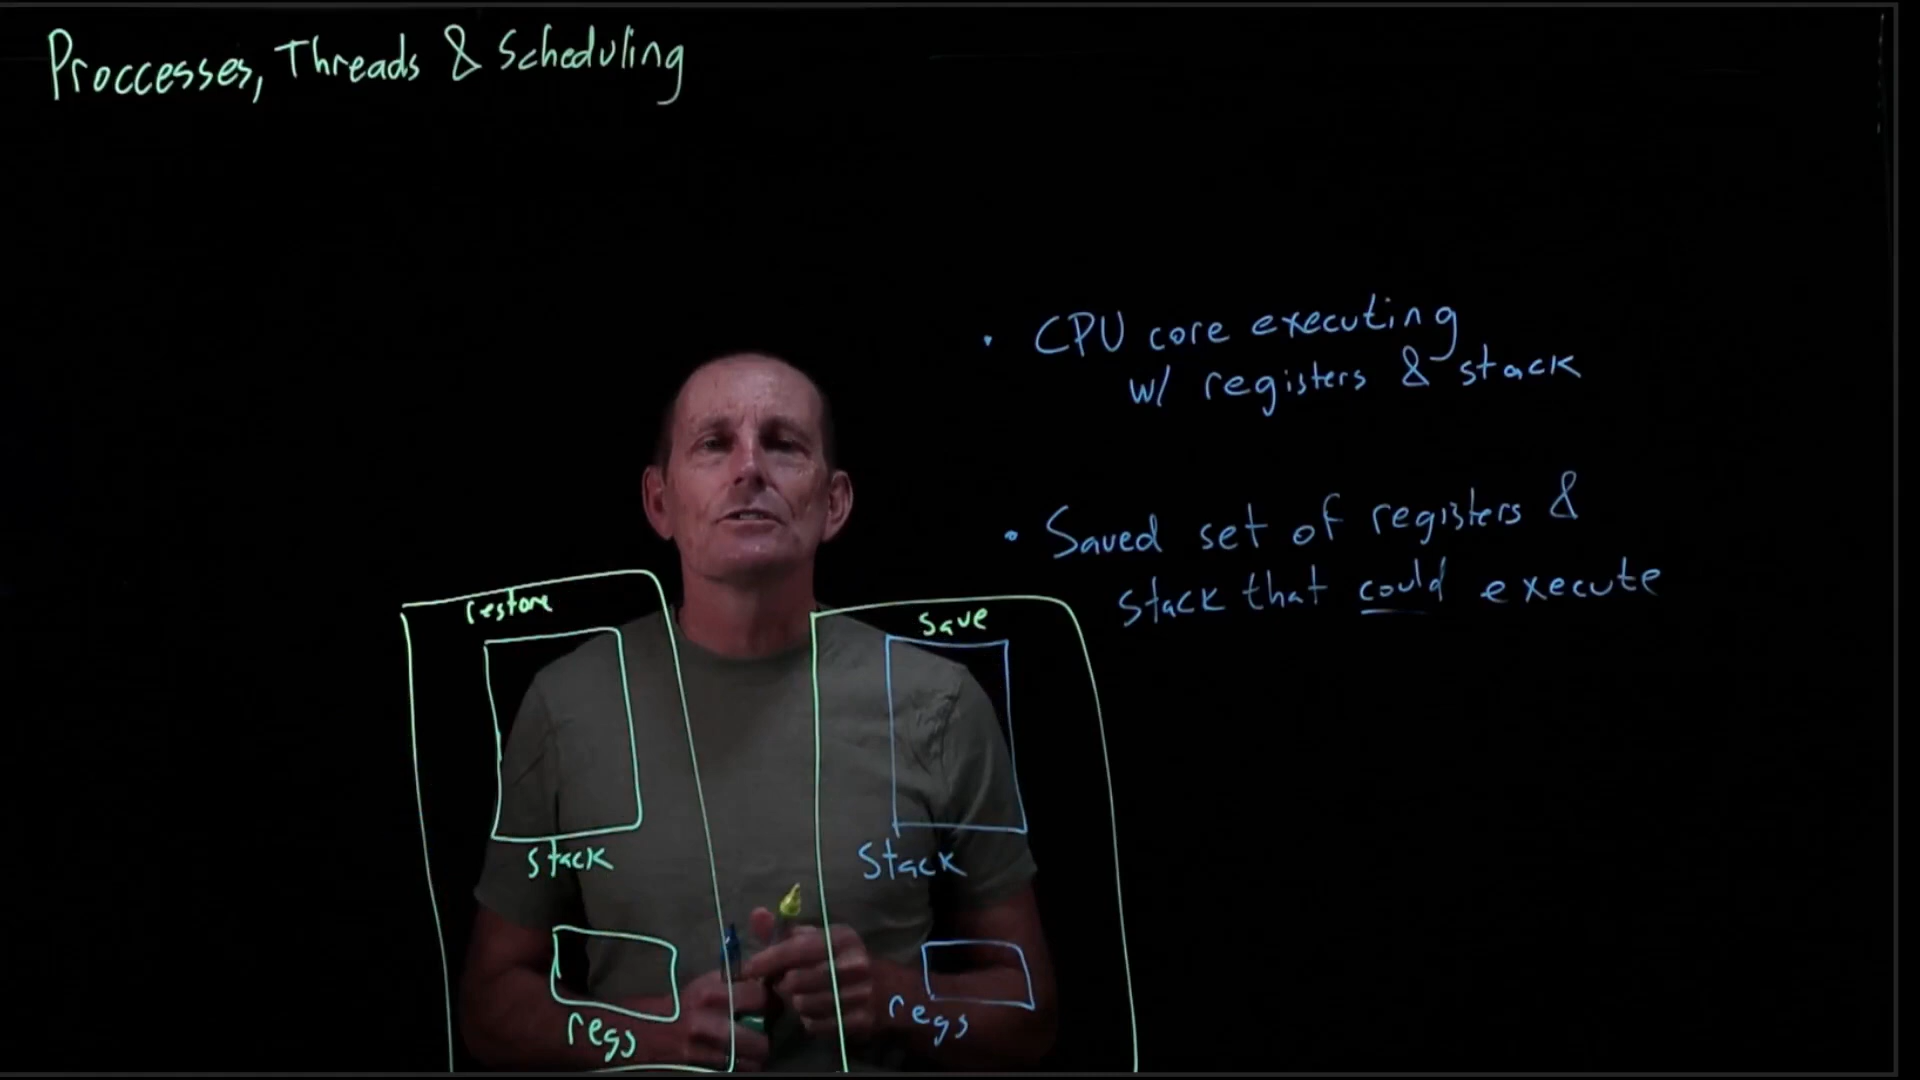 Proccesses, Threads & Scheduling
• CPU core executing
w/ registers & stack
• Saved set of registers &
stack that could execute
restore
stack
regs
save
stack
regs